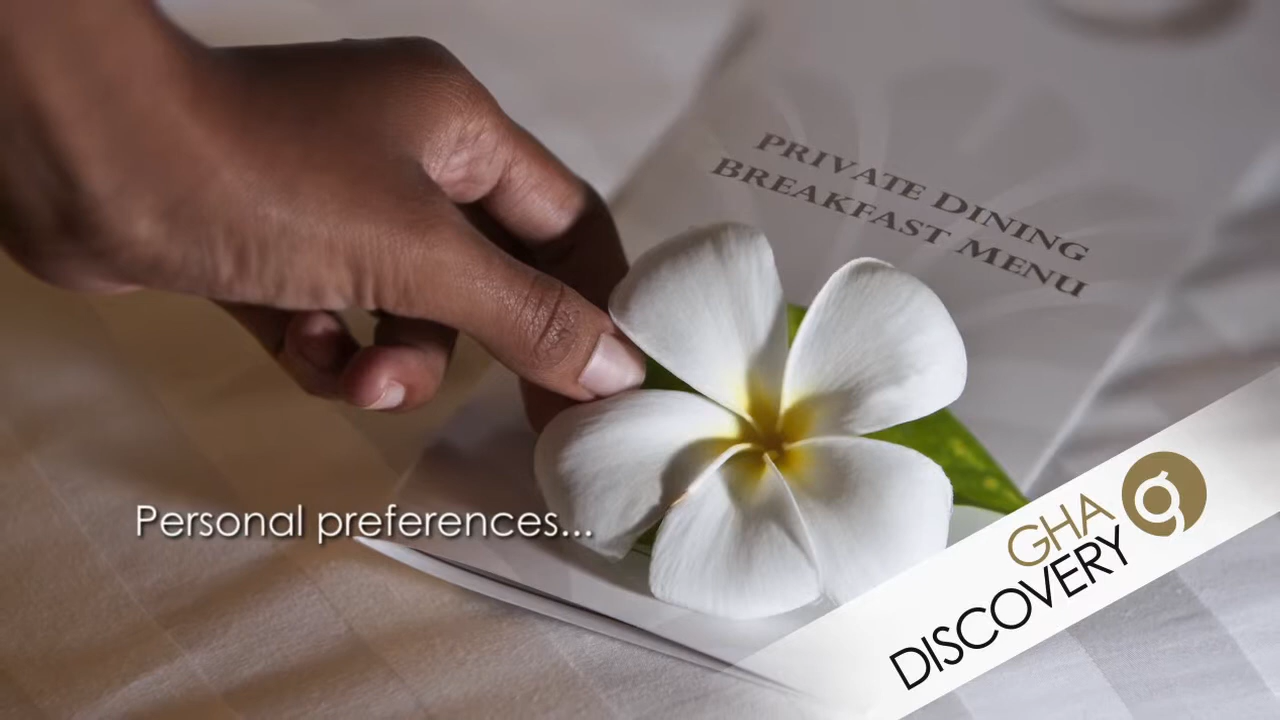 PRIVATE DINING
BREAKFAST MENU
Personal preferences...
GHA
DISCOVERY
g